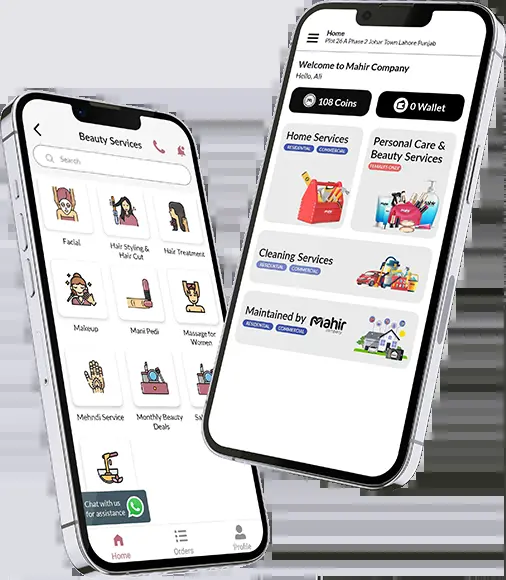 Beauty Services
Search
Facial
Hair Styling &
Hair Cut
Hair Treatment
Makeup
Mani Pedi
Massage for
Women
Mehndi Service
Monthly Beauty
Deals
Chat with us
for assistance
Home
Orders
Profile
Home
Plot 26 A Phase 2 Johar Town Lahore Punjab
Welcome to Mahir Company
Hello, Ali
108 Coins
0 Wallet
Home Services
RESIDENTIAL COMMERCIAL
Personal Care &
Beauty Services
FEMALES ONLY
Cleaning Services
RESIDENTIAL COMMERCIAL
Maintained by Mahir
company
RESIDENTIAL COMMERCIAL